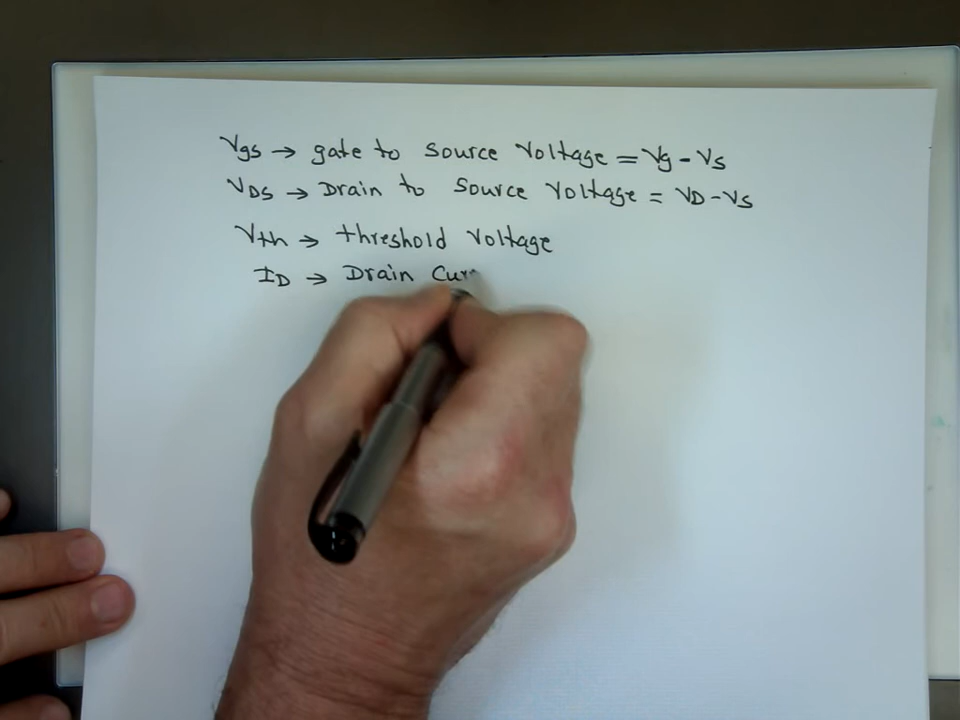 Vgs → gate to source voltage = Vg - Vs
VDS → Drain to source voltage = VD - VS
Vth → threshold voltage
ID → Drain Curr